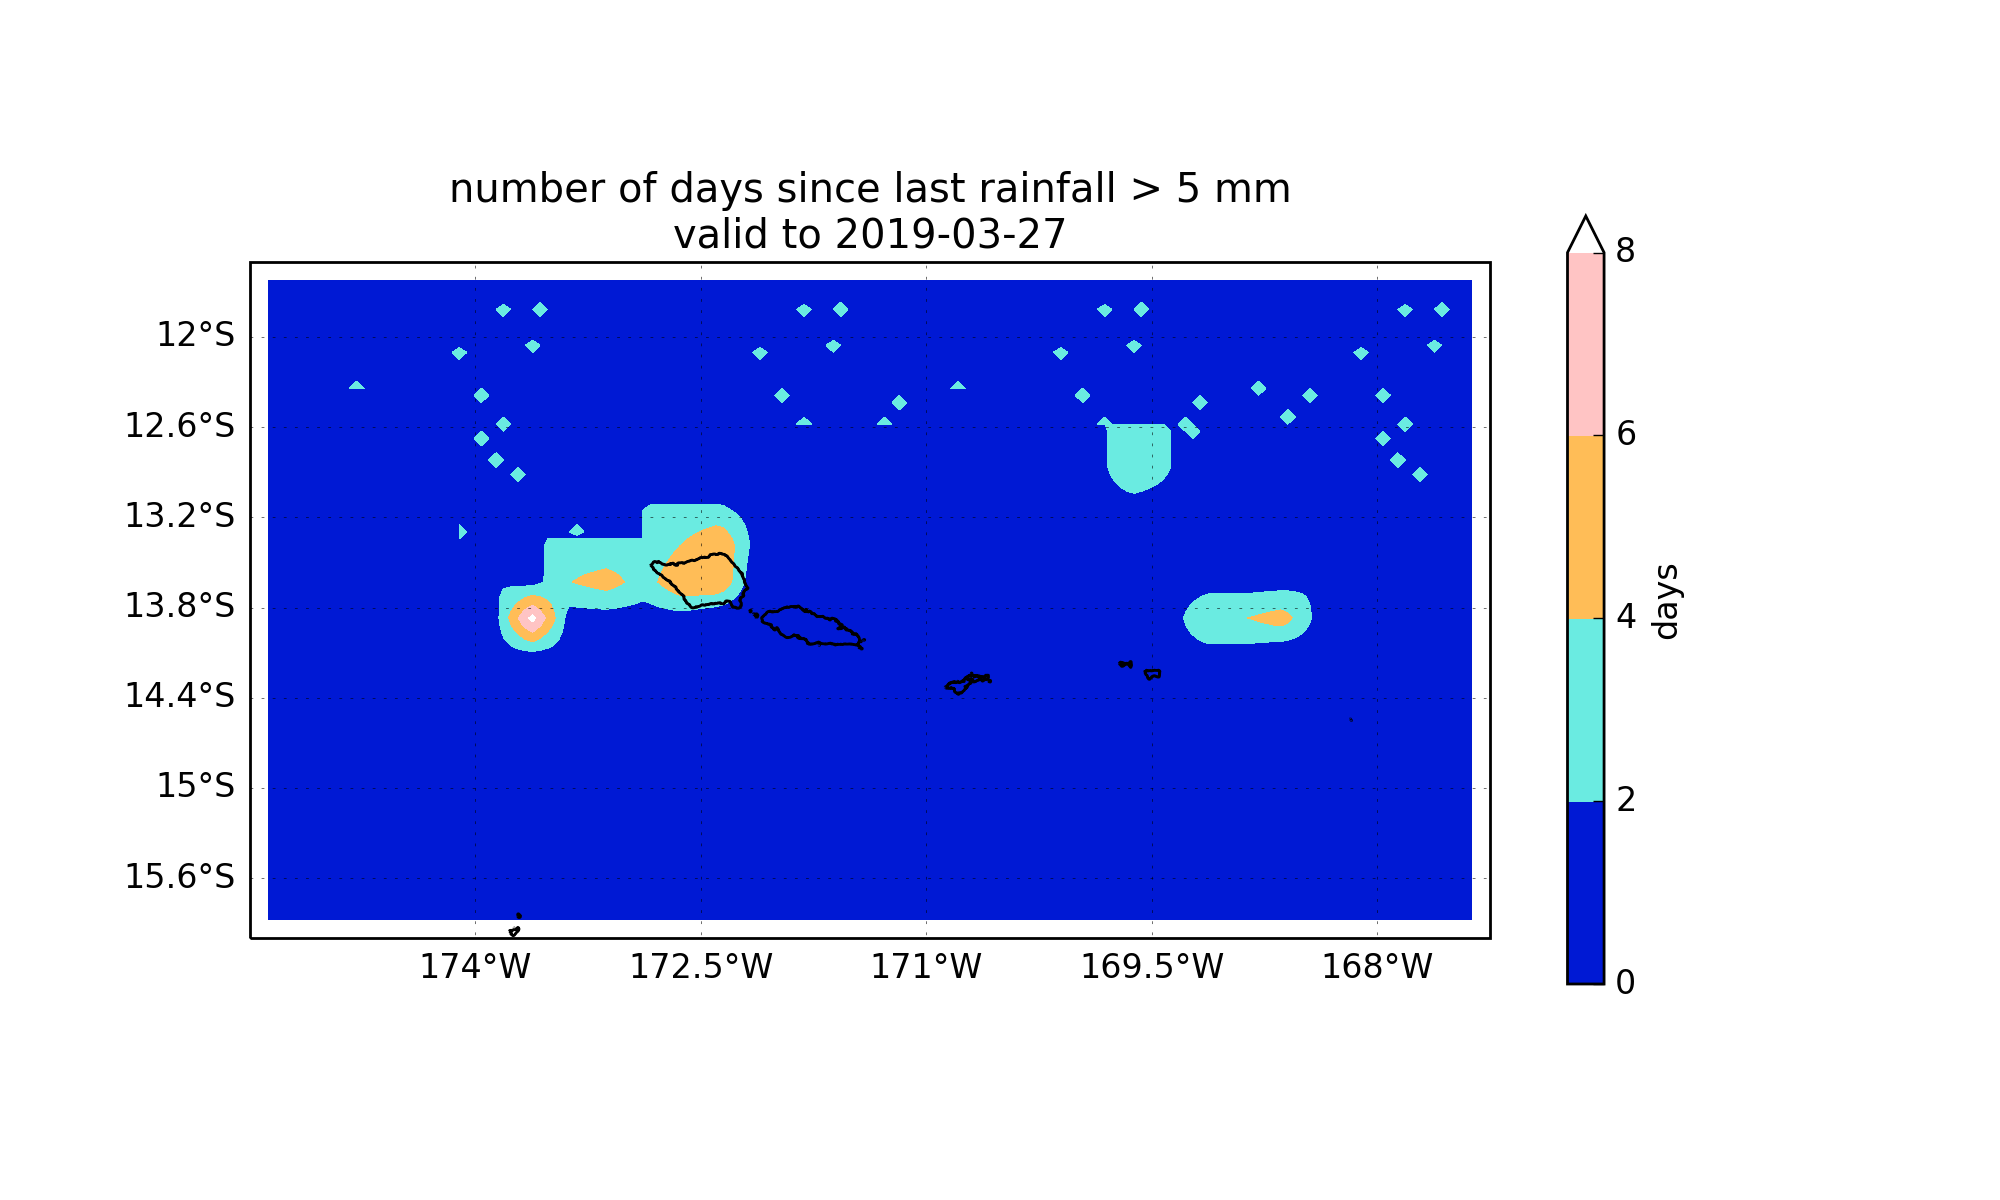 number of days since last rainfall > 5 mm
valid to 2019-03-27
12°S
12.6°S
13.2°S
13.8°S
14.4°S
15°S
15.6°S
174°W
172.5°W
171°W
169.5°W
168°W
8
6
4
2
0
days